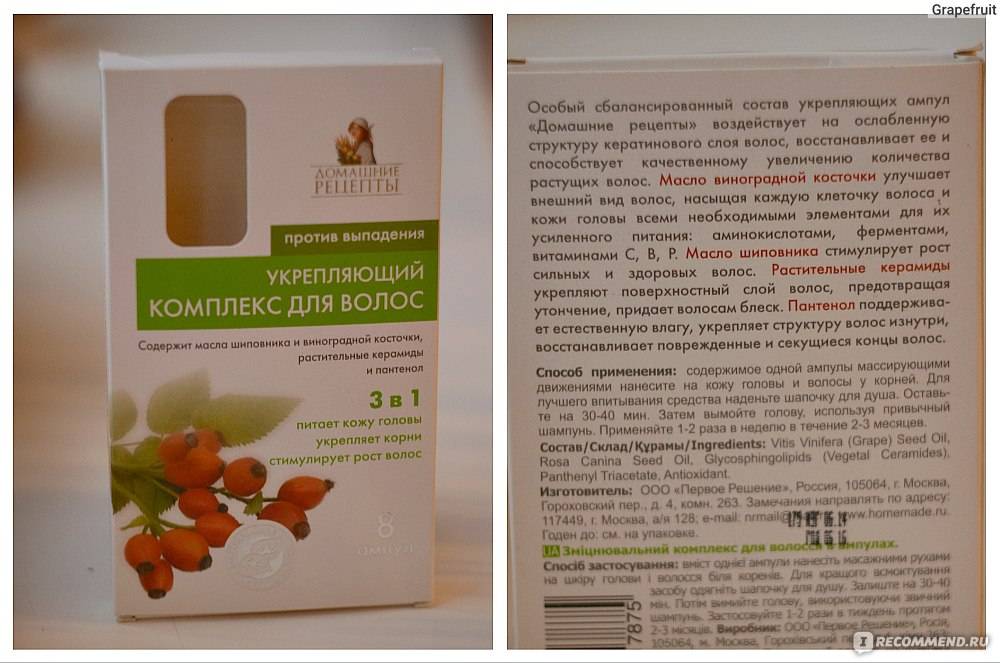 Grapefruit
ДОМАШНИЕ
РЕЦЕПТЫ
против выпадения
УКРЕПЛЯЮЩИЙ
КОМПЛЕКС ДЛЯ ВОЛОС
Содержит масла шиповника и виноградной косточки,
растительные керамиды
и пантенол
3 в 1
питает кожу головы
укрепляет корни
стимулирует рост волос
8
ампул
Особый сбалансированный состав укрепляющих ампул
«Домашние рецепты» воздействует на ослабленную
структуру кератинового слоя волос, восстанавливает ее и
способствует качественному увеличению количества
растущих волос. Масло виноградной косточки улучшает
внешний вид волос, насыщая каждую клеточку волоса и
кожи головы всеми необходимыми элементами для их
усиленного питания: аминокислотами, ферментами,
витаминами С, В, Р. Масло шиповника стимулирует рост
сильных и здоровых волос. Растительные керамиды
укрепляют поверхностный слой волос, предотвращая
утончение, придает волосам блеск. Пантенол поддержива-
ет естественную влагу, укрепляет структуру волос изнутри,
восстанавливает поврежденные и секущиеся концы волос.
Способ применения: содержимое одной ампулы массирующими
движениями нанесите на кожу головы и волосы у корней. Для
лучшего впитывания средства наденьте шапочку для душа. Оставь-
те на 30-40 мин. Затем вымойте голову, используя привычный
шампунь. Применяйте 1-2 раза в неделю в течение 2-3 месяцев.
Состав/Склад/Құрамы/Ingredients: Vitis Vinifera (Grape) Seed Oil,
Rosa Canina Seed Oil, Glycosphingolipids (Vegetal Ceramides),
Panthenyl Triacetate, Antioxidant.
Изготовитель: ООО «Первое Решение», Россия, 105064, г. Москва,
Гороховский пер., д. 4, комн. 263. Замечания направлять по адресу:
117449, г. Москва, а/я 128; e-mail: nrmail www.homemade.ru.
Годен до: см. на упаковке.
UA Зміцнювальний комплекс для волосся в ампулах.
Спосіб застосування: вміст однієї ампули нанесіть масажними рухами
на шкіру голови і волосся біля коренів. Для кращого всмоктування
засобу одягніть шапочку для душу. Залиште на 30-40
мин. Потім вимийте голову, використовуючи звичний
шампунь. Застосовуйте 1-2 рази в тиждень протягом
2-3 місяців. Виробник: ООО «Первое Решение», Росія,
105064, м. Москва, Гороховський
7875
IRECOMMEND.RU